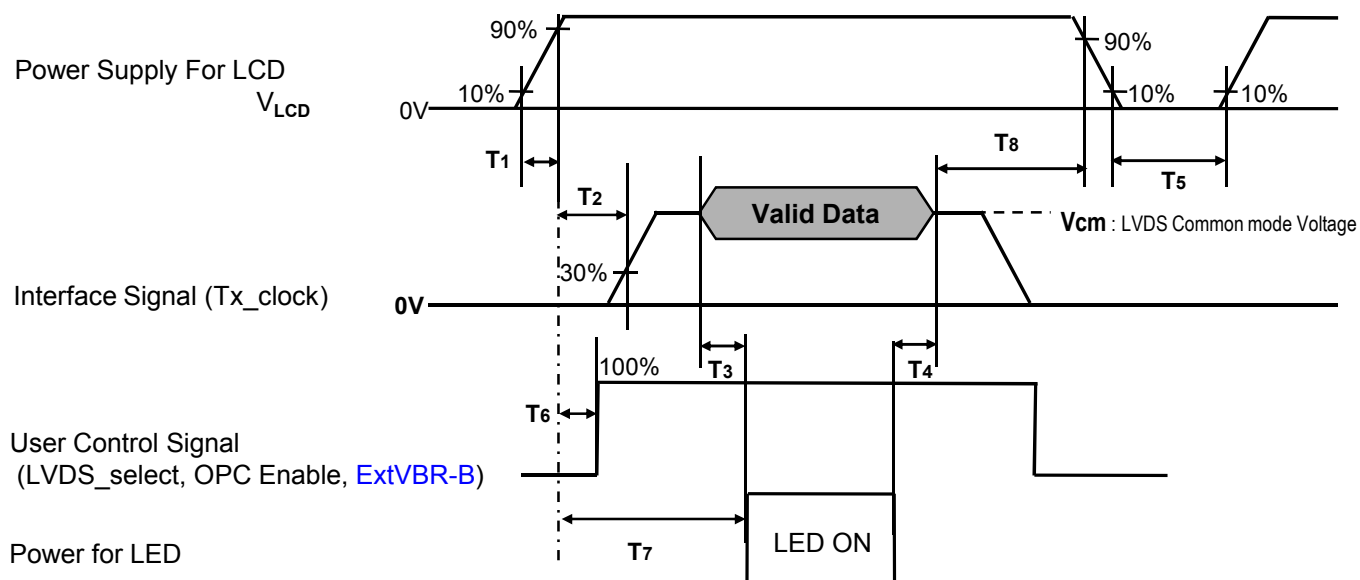 90%
90%
Power Supply For LCD
VLCD
10%
10%
10%
0V
T1
T8
T5
T2
Valid Data
Vcm : LVDS Common mode Voltage
30%
Interface Signal (Tx_clock)
0V
100%
T3
T4
T6
User Control Signal
(LVDS_select, OPC Enable, ExtVBR-B)
T7
LED ON
Power for LED